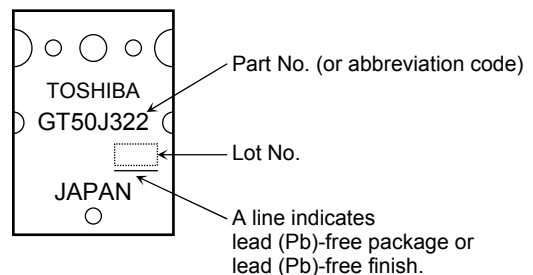 TOSHIBA
GT50J322
JAPAN
Part No. (or abbreviation code)
Lot No.
A line indicates
lead (Pb)-free package or
lead (Pb)-free finish.